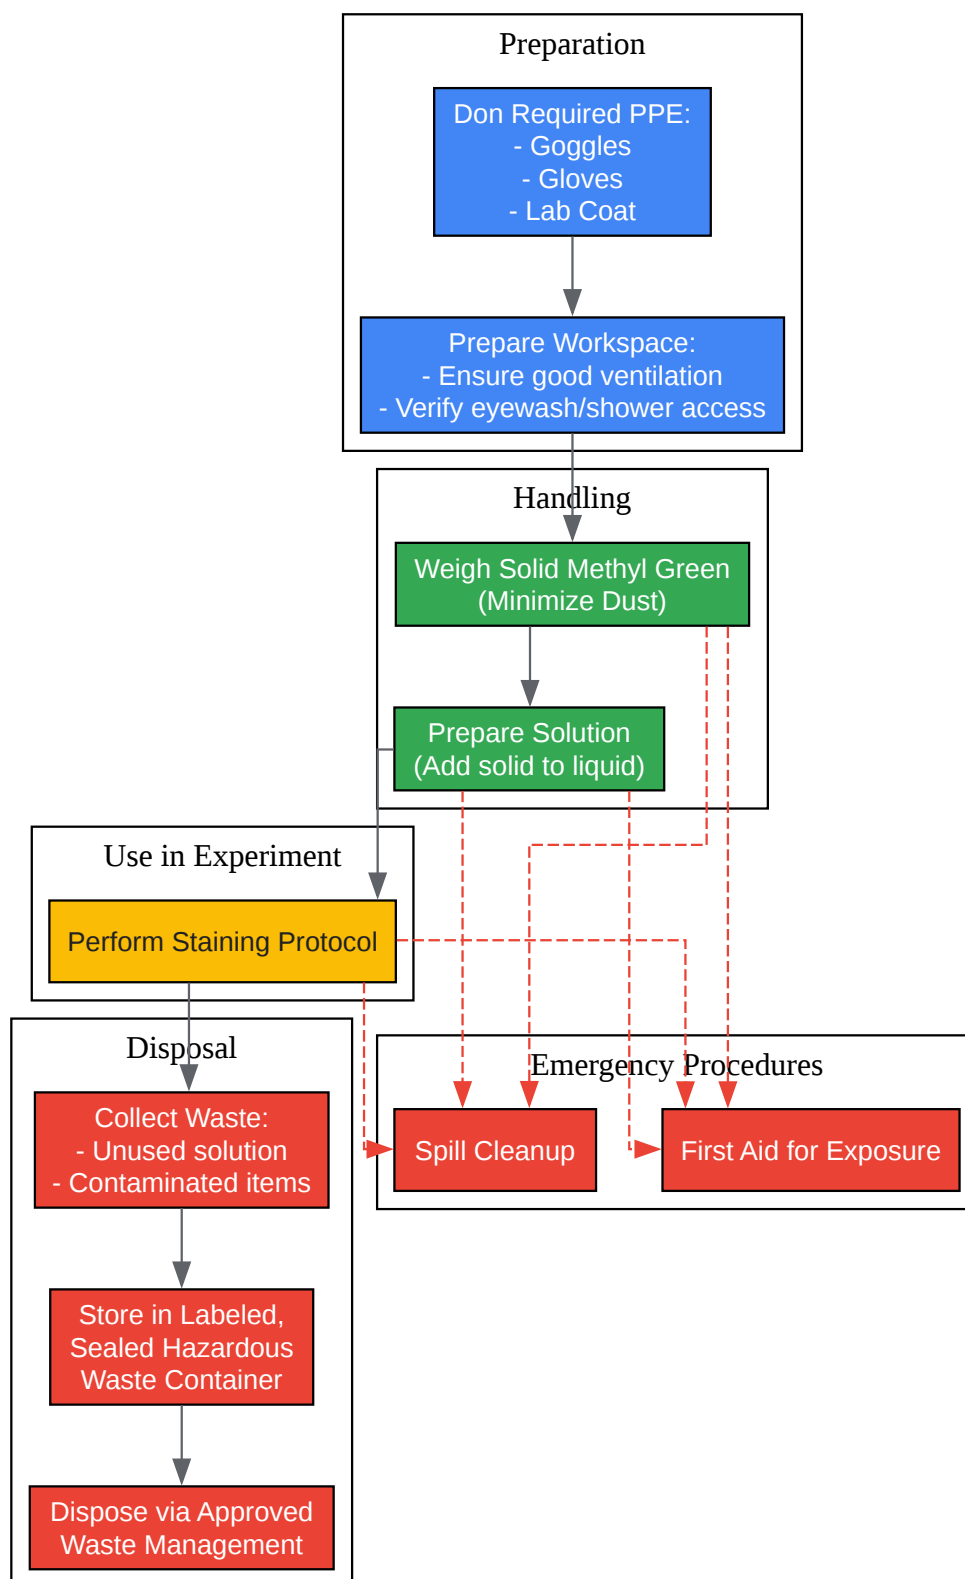 Preparation
Don Required PPE:
- Goggles
- Gloves
- Lab Coat
Prepare Workspace:
- Ensure good ventilation
- Verify eyewash/shower access
Handling
Weigh Solid Methyl Green
(Minimize Dust)
Prepare Solution
(Add solid to liquid)
Use in Experiment
Perform Staining Protocol
Disposal
Collect Waste:
- Unused solution
- Contaminated items
Store in Labeled,
Sealed Hazardous
Waste Container
Dispose via Approved
Waste Management
Emergency Procedures
Spill Cleanup
First Aid for Exposure